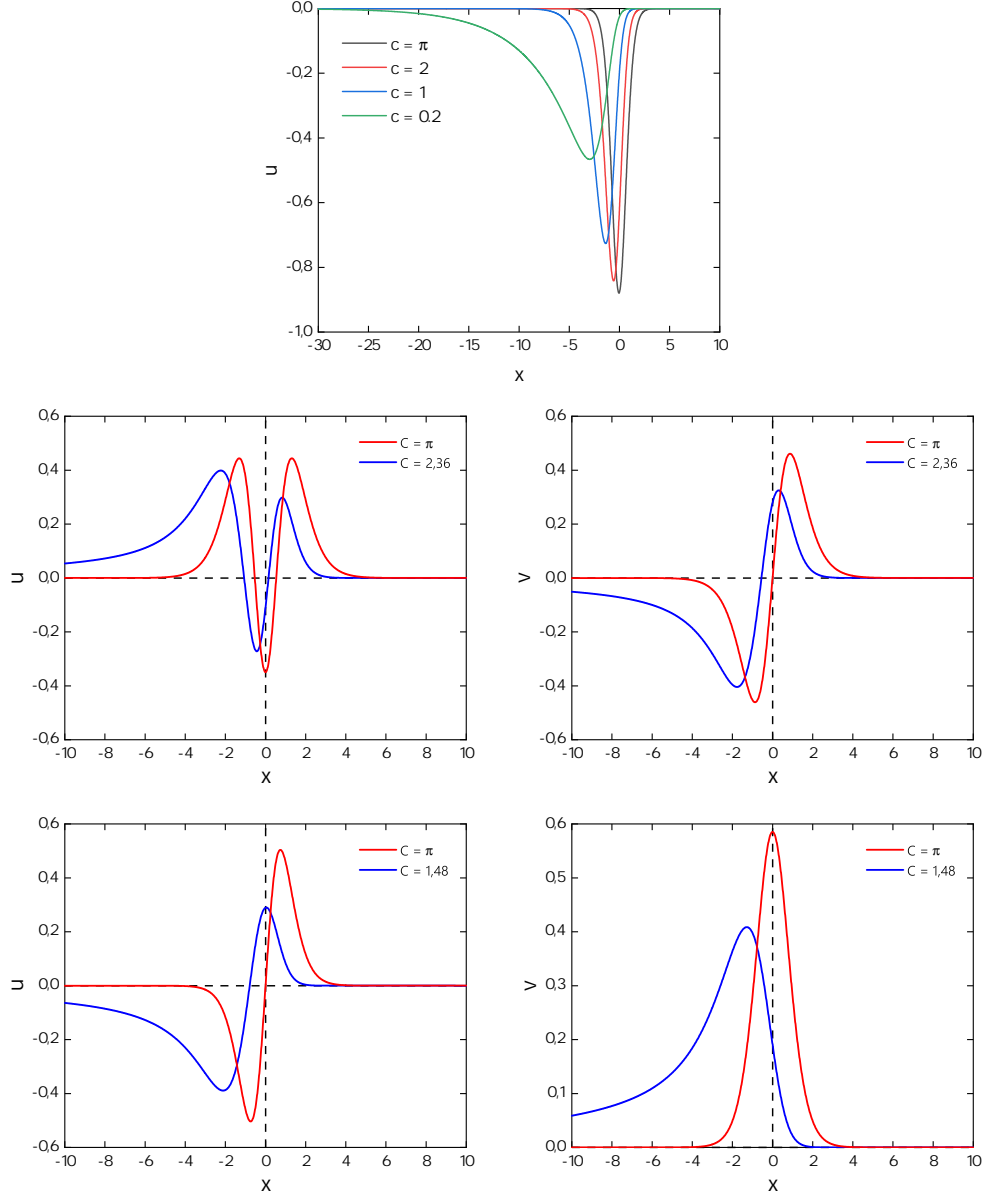 0,0
-0,2
-0,4
-0,6
-0,8
-1,0
u
c = π
c = 2
c = 1
c = 0.2
-30 -25 -20 -15 -10 -5 0 5 10
x
0,6
0,4
0,2
0,0
-0,2
-0,4
-0,6
u
C = π
C = 2,36
-10 -8 -6 -4 -2 0 2 4 6 8 10
x
0,6
0,4
0,2
0,0
-0,2
-0,4
-0,6
v
C = π
C = 2,36
-10 -8 -6 -4 -2 0 2 4 6 8 10
x
0,6
0,4
0,2
0,0
-0,2
-0,4
-0,6
u
C = π
C = 1,48
-10 -8 -6 -4 -2 0 2 4 6 8 10
x
0,6
0,5
0,4
0,3
0,2
0,1
0,0
v
C = π
C = 1,48
-10 -8 -6 -4 -2 0 2 4 6 8 10
x